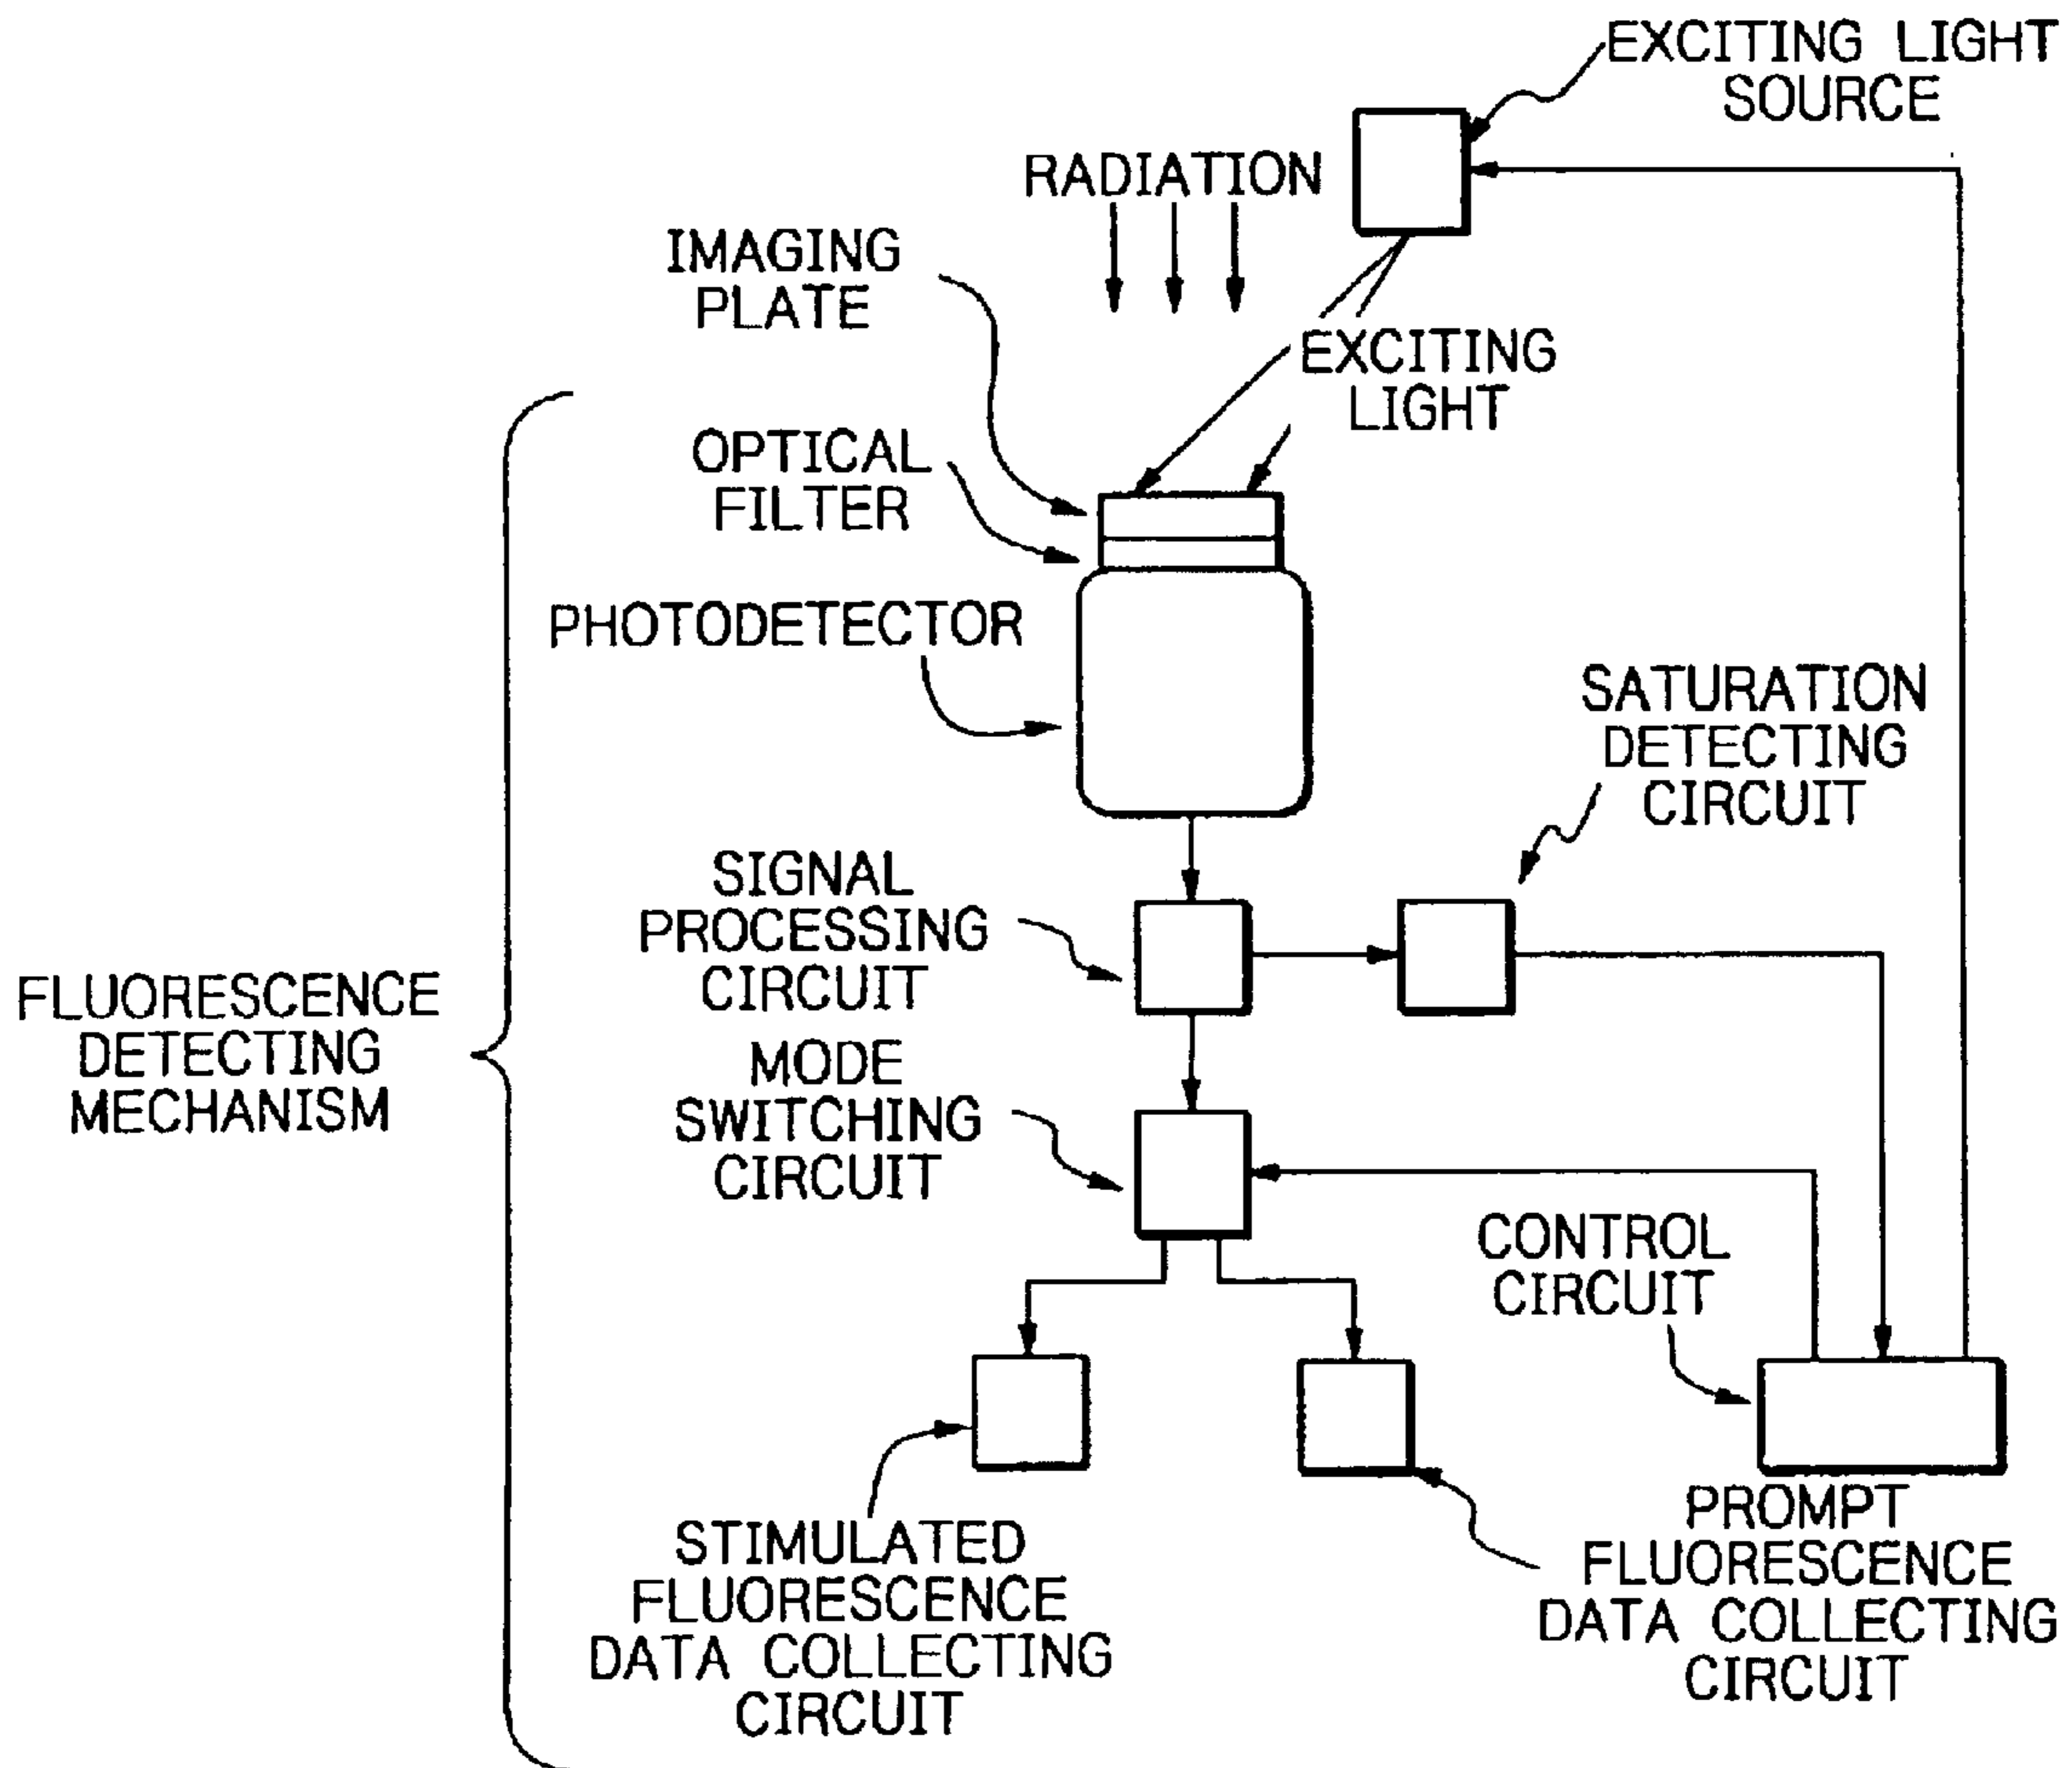 EXCITING LIGHT
SOURCE
RADIATION
IMAGING
PLATE
EXCITING
LIGHT
OPTICAL
FILTER
PHOTODETECTOR
SATURATION
DETECTING
CIRCUIT
SIGNAL
PROCESSING
CIRCUIT
FLUORESCENCE
DETECTING
MECHANISM
MODE
SWITCHING
CIRCUIT
CONTROL
CIRCUIT
STIMULATED
FLUORESCENCE
DATA COLLECTING
CIRCUIT
PROMPT
FLUORESCENCE
DATA COLLECTING
CIRCUIT